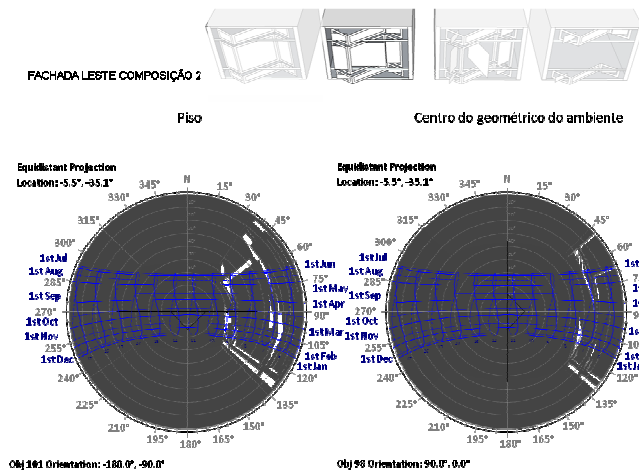 FACHADA LESTE COMPOSIÇÃO 2
Piso
Centro do geométrico do ambiente
Equidistant Projection
Location: -5.5°, -35.1°
N
345°
15°
330°
30°
315°
45°
300°
60°
1st Jul
1st Jun
1st Aug
285°
75°
1st May
1st Sep
1st Apr
270°
90°
1st Oct
1st Mar
1st Nov
255°
105°
1st Feb
1st Dec
1st Jan
240°
120°
225°
135°
210°
150°
195°
180°
165°
Obj 101 Orientation: -180.0°, -90.0°
Equidistant Projection
Location: -5.5°, -35.1°
N
345°
15°
330°
30°
315°
45°
300°
60°
1st Jul
1st Aug
285°
75°
1st Sep
270°
90°
1st Oct
1st Nov
255°
105°
1st Dec
240°
120°
225°
135°
210°
150°
195°
180°
165°
Obj 98 Orientation: 90.0°, 0.0°